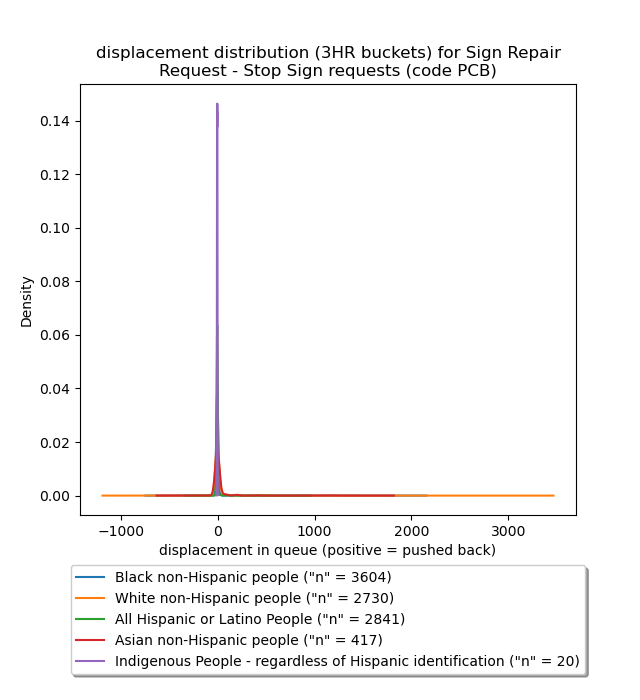 displacement distribution (3HR buckets) for Sign Repair
Request - Stop Sign requests (code PCB)
0.14
0.12
0.10
0.08
0.06
0.04
0.02
0.00
Density
−1000 0 1000 2000 3000
displacement in queue (positive = pushed back)
Black non-Hispanic people ("n" = 3604)
White non-Hispanic people ("n" = 2730)
All Hispanic or Latino People ("n" = 2841)
Asian non-Hispanic people ("n" = 417)
Indigenous People - regardless of Hispanic identification ("n" = 20)